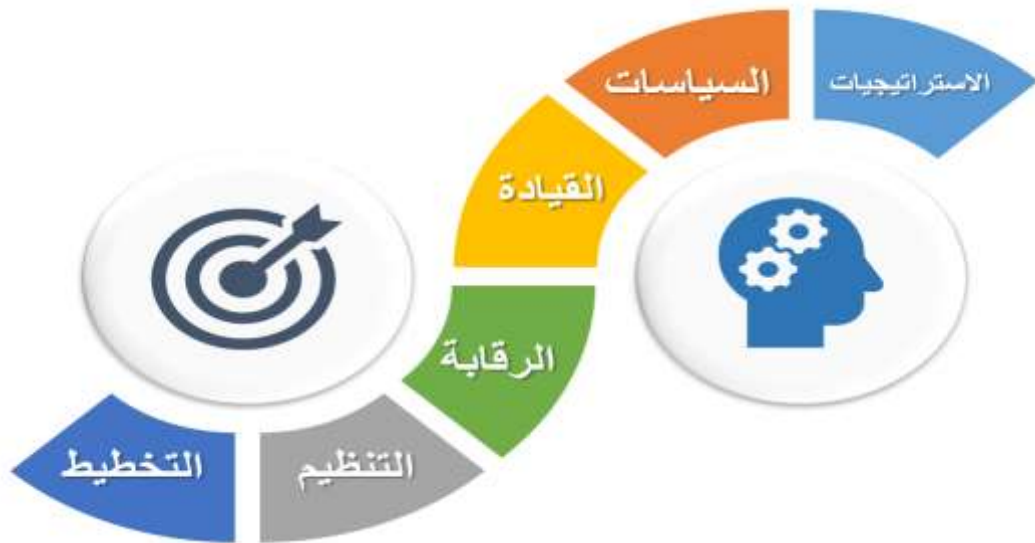 الاستراتيجيات
السياسات
القيادة
الرقابة
التنظيم
التخطيط